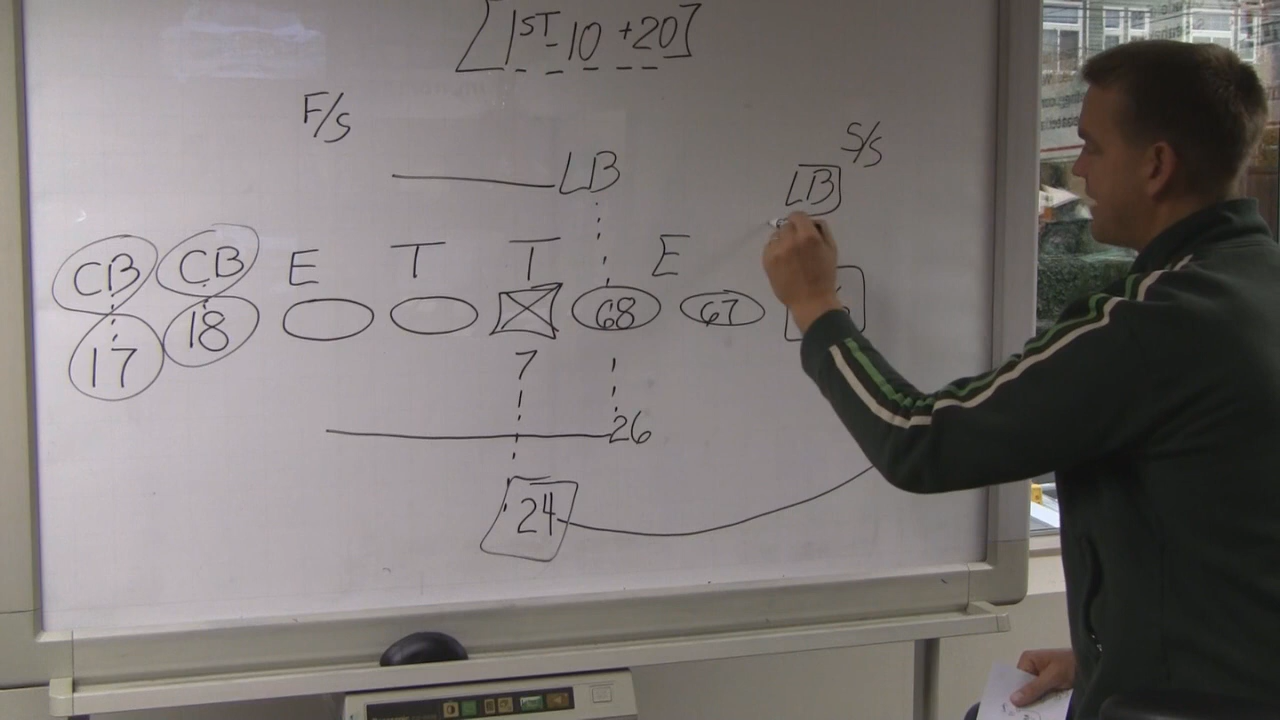 [1ST-10 +20]
F/S
S/S
LB
LB
CB CB E T T E
17 18 68 67
7
26
24